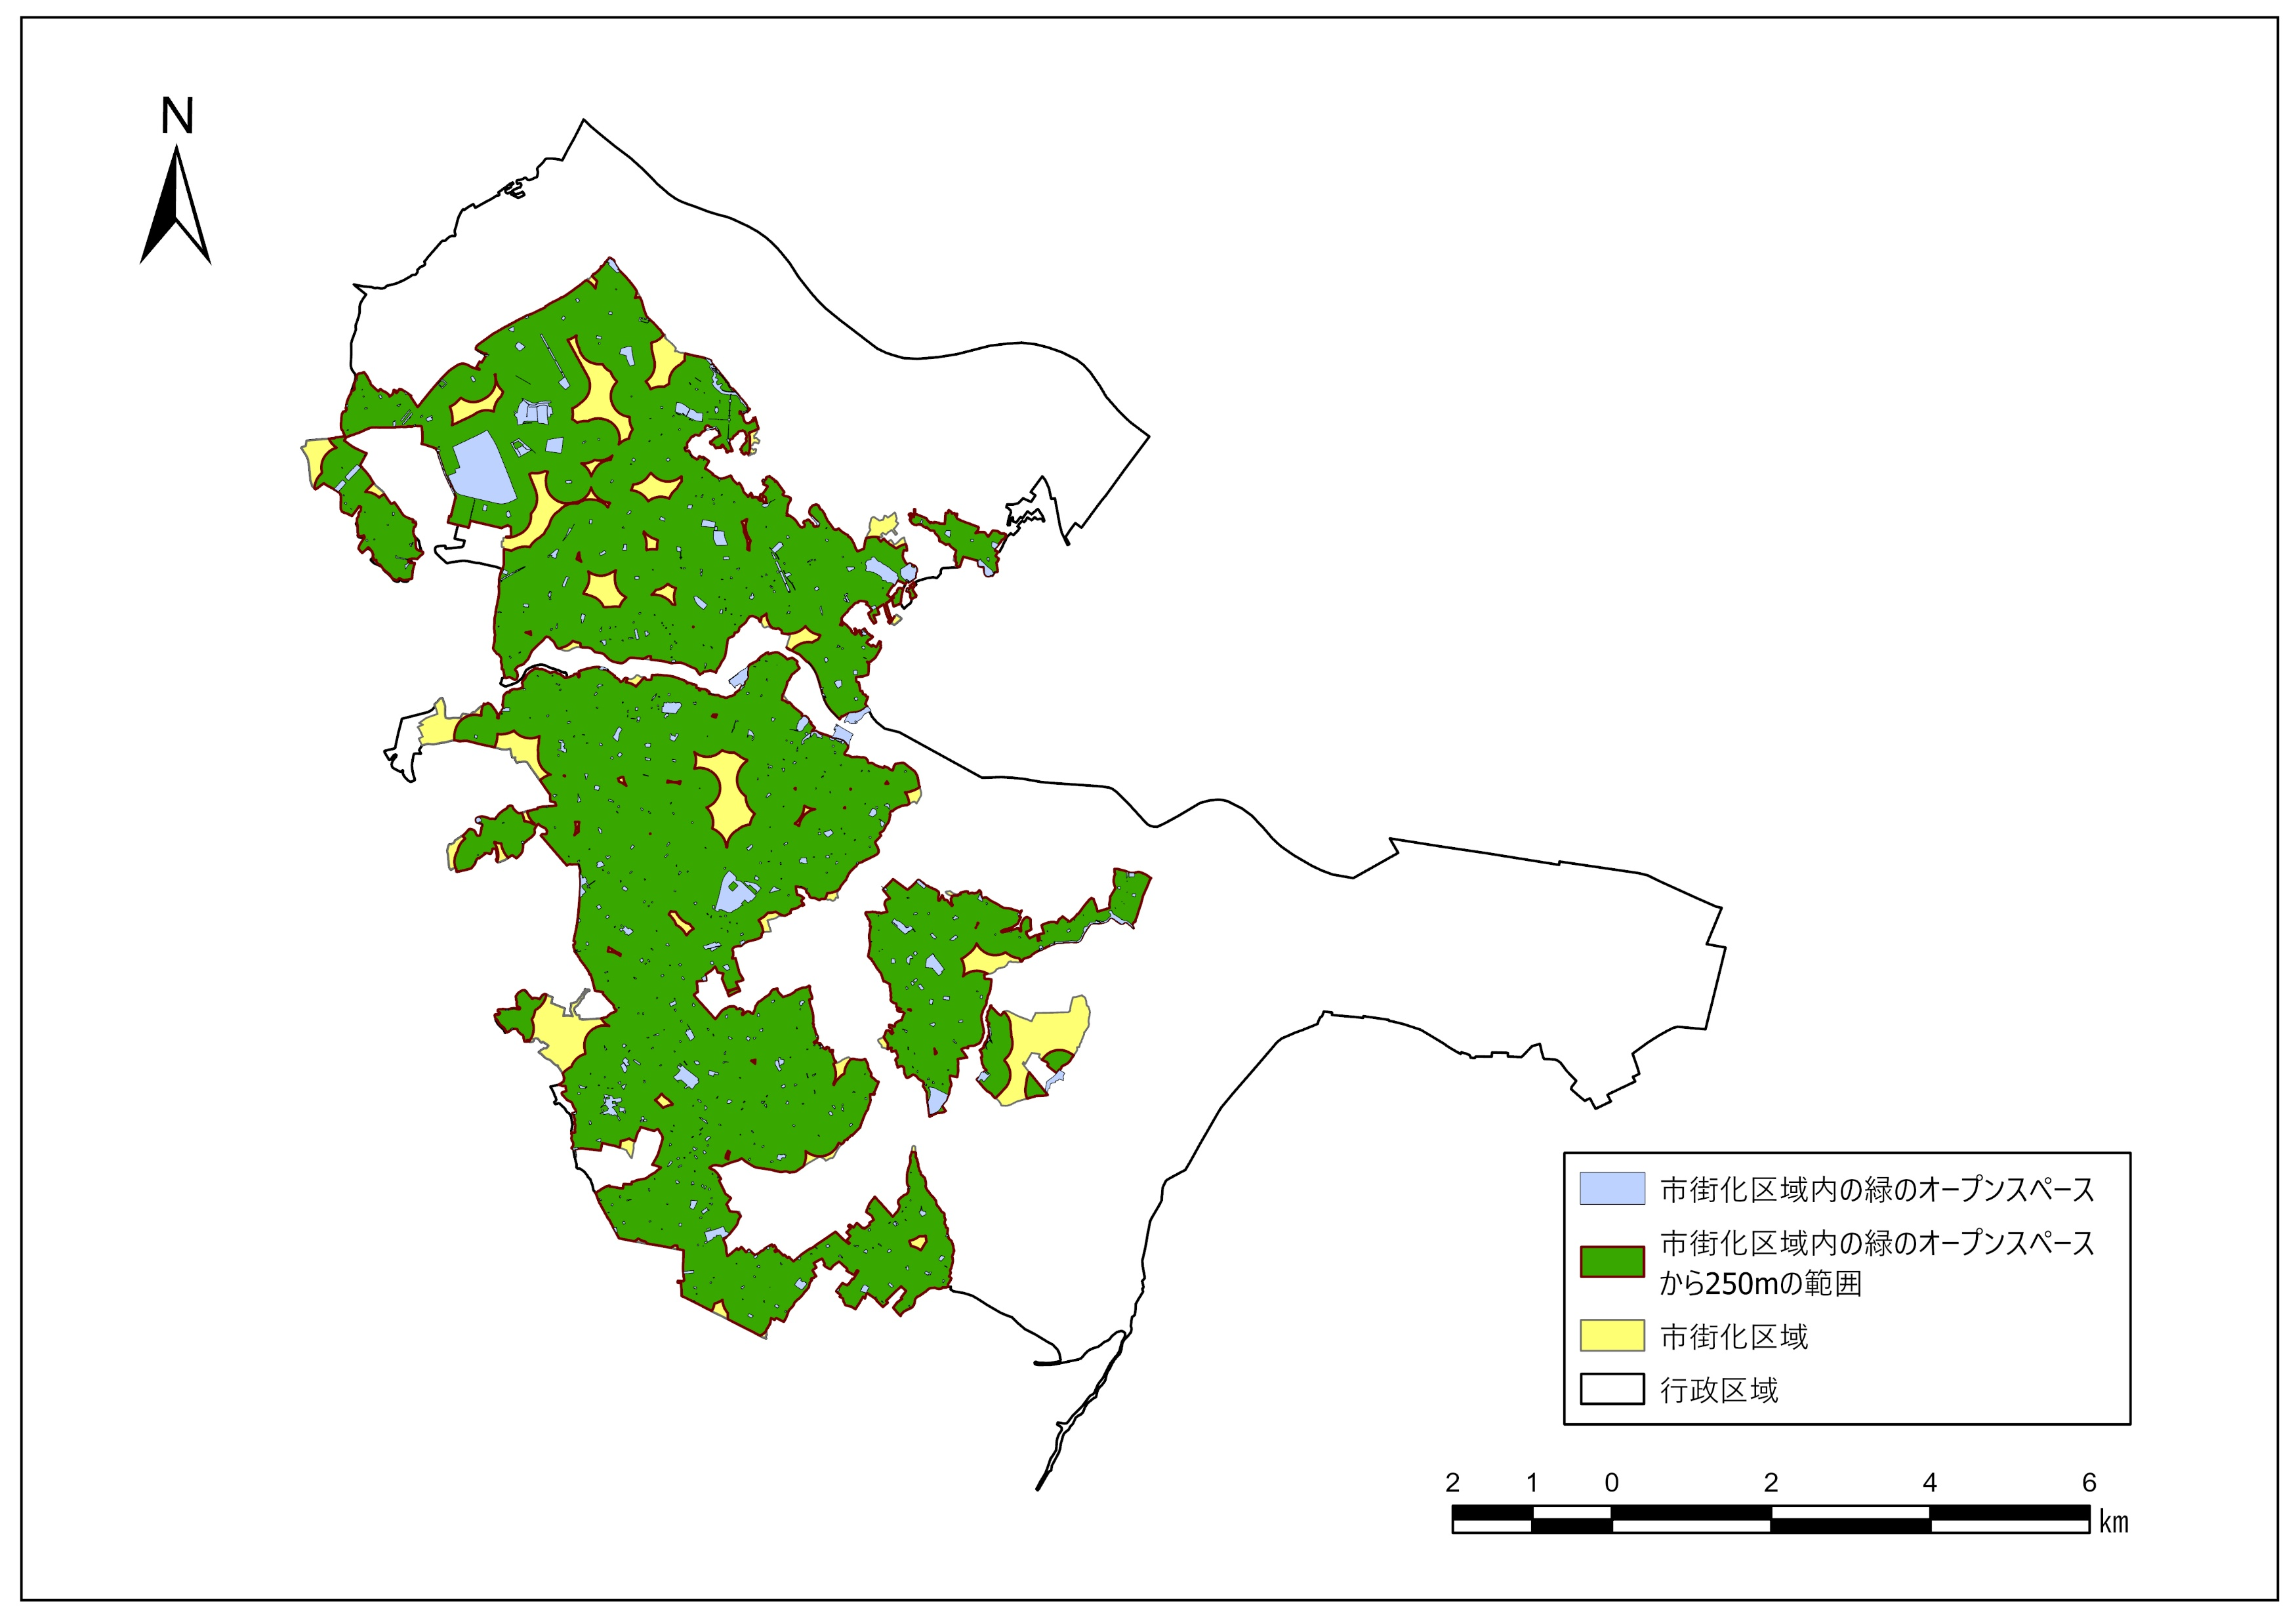 N
市街化区域内の緑のオープンスペース
市街化区域内の緑のオープンスペース
から250mの範囲
市街化区域
行政区域
2 1 0 2 4 6
km